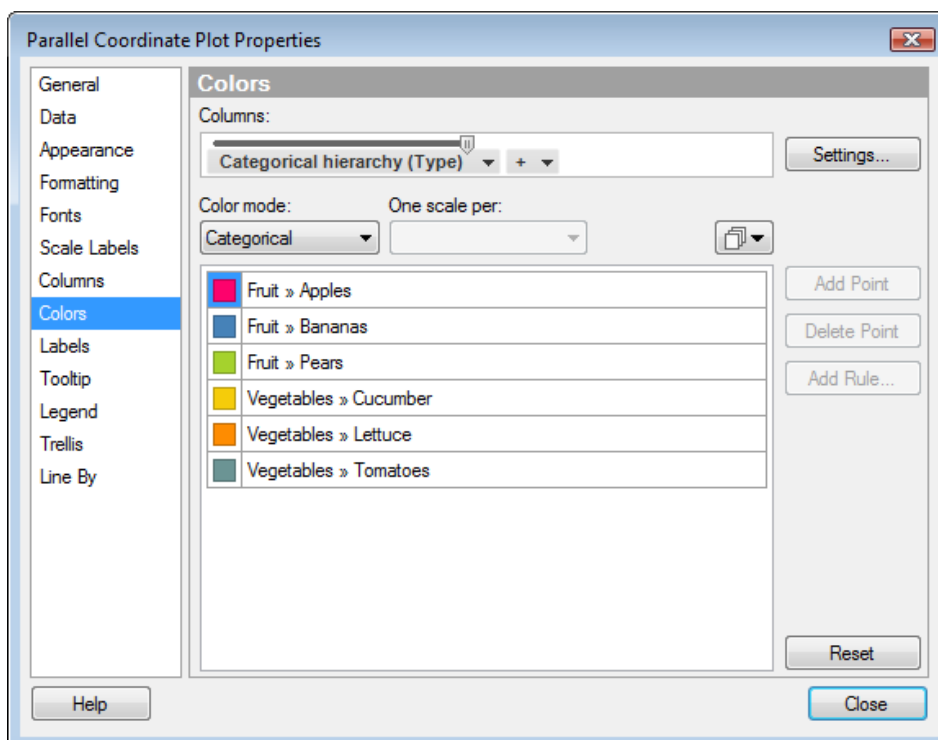 Parallel Coordinate Plot Properties
General
Data
Appearance
Formatting
Fonts
Scale Labels
Columns
Colors
Labels
Tooltip
Legend
Trellis
Line By
Colors
Columns:
Categorical hierarchy (Type) +
Settings...
Color mode: One scale per:
Categorical
Fruit » Apples
Fruit » Bananas
Fruit » Pears
Vegetables » Cucumber
Vegetables » Lettuce
Vegetables » Tomatoes
Add Point
Delete Point
Add Rule...
Reset
Help
Close